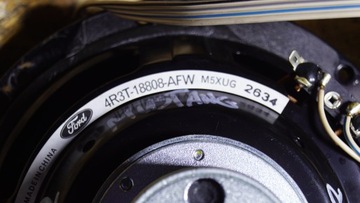 Ford 4R3T-18808-AFW M5XUG 2634
MADE IN CHINA